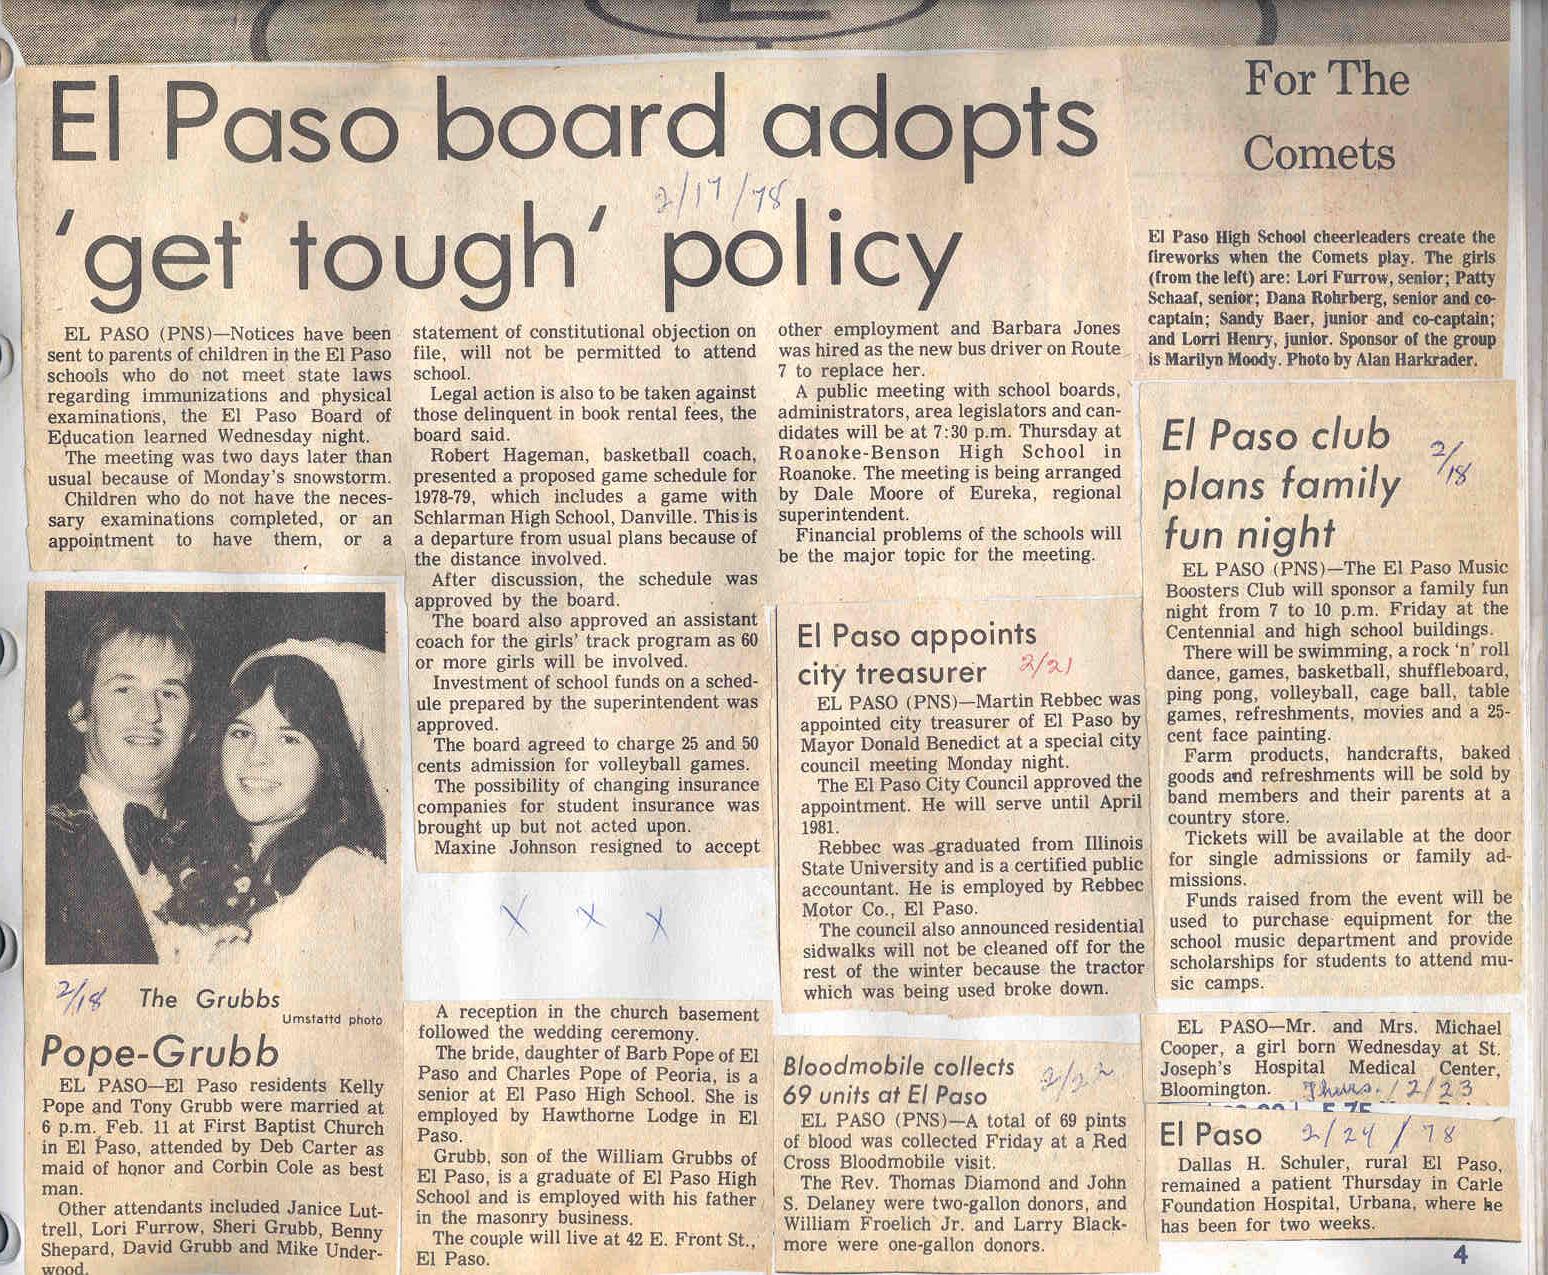 El Paso board adopts
'get tough' policy
2/17/78
EL PASO (PNS)—Notices have been
sent to parents of children in the El Paso
schools who do not meet state laws
regarding immunizations and physical
examinations, the El Paso Board of
Education learned Wednesday night.
The meeting was two days later than
usual because of Monday's snowstorm.
Children who do not have the neces-
sary examinations completed, or an
appointment to have them, or a
statement of constitutional objection on
file, will not be permitted to attend
school.
Legal action is also to be taken against
those delinquent in book rental fees, the
board said.
Robert Hageman, basketball coach,
presented a proposed game schedule for
1978-79, which includes a game with
Schlarman High School, Danville. This is
a departure from usual plans because of
the distance involved.
After discussion, the schedule was
approved by the board.
The board also approved an assistant
coach for the girls' track program as 60
or more girls will be involved.
Investment of school funds on a sched-
ule prepared by the superintendent was
approved.
The board agreed to charge 25 and 50
cents admission for volleyball games.
The possibility of changing insurance
companies for student insurance was
brought up but not acted upon.
Maxine Johnson resigned to accept
other employment and Barbara Jones
was hired as the new bus driver on Route
7 to replace her.
A public meeting with school boards,
administrators, area legislators and can-
didates will be at 7:30 p.m. Thursday at
Roanoke-Benson High School in
Roanoke. The meeting is being arranged
by Dale Moore of Eureka, regional
superintendent.
Financial problems of the schools will
be the major topic for the meeting.
For The
Comets
El Paso High School cheerleaders create the
fireworks when the Comets play. The girls
(from the left) are: Lori Furrow, senior; Patty
Schaaf, senior; Dana Rohrberg, senior and co-
captain; Sandy Baer, junior and co-captain;
and Lorri Henry, junior. Sponsor of the group
is Marilyn Moody. Photo by Alan Harkrader.
El Paso club
plans family
fun night
2/18
EL PASO (PNS)—The El Paso Music
Boosters Club will sponsor a family fun
night from 7 to 10 p.m. Friday at the
Centennial and high school buildings.
There will be swimming, a rock 'n' roll
dance, games, basketball, shuffleboard,
ping pong, volleyball, cage ball, table
games, refreshments, movies and a 25-
cent face painting.
Farm products, handcrafts, baked
goods and refreshments will be sold by
band members and their parents at a
country store.
Tickets will be available at the door
for single admissions or family ad-
missions.
Funds raised from the event will be
used to purchase equipment for the
school music department and provide
scholarships for students to attend mu-
sic camps.
El Paso appoints
city treasurer
2/21
EL PASO (PNS)—Martin Rebbec was
appointed city treasurer of El Paso by
Mayor Donald Benedict at a special city
council meeting Monday night.
The El Paso City Council approved the
appointment. He will serve until April
1981.
Rebbec was graduated from Illinois
State University and is a certified public
accountant. He is employed by Rebbec
Motor Co., El Paso.
The council also announced residential
sidwalks will not be cleaned off for the
rest of the winter because the tractor
which was being used broke down.
X X X
2/18 The Grubbs
Umstattd photo
Pope-Grubb
EL PASO—El Paso residents Kelly
Pope and Tony Grubb were married at
6 p.m. Feb. 11 at First Baptist Church
in El Paso, attended by Deb Carter as
maid of honor and Corbin Cole as best
man.
Other attendants included Janice Lut-
trell, Lori Furrow, Sheri Grubb, Benny
Shepard, David Grubb and Mike Under-
wood.
A reception in the church basement
followed the wedding ceremony.
The bride, daughter of Barb Pope of El
Paso and Charles Pope of Peoria, is a
senior at El Paso High School. She is
employed by Hawthorne Lodge in El
Paso.
Grubb, son of the William Grubbs of
El Paso, is a graduate of El Paso High
School and is employed with his father
in the masonry business.
The couple will live at 42 E. Front St.,
El Paso.
Bloodmobile collects
69 units at El Paso
2/22
EL PASO (PNS)—A total of 69 pints
of blood was collected Friday at a Red
Cross Bloodmobile visit.
The Rev. Thomas Diamond and John
S. Delaney were two-gallon donors, and
William Froelich Jr. and Larry Black-
more were one-gallon donors.
EL PASO—Mr. and Mrs. Michael
Cooper, a girl born Wednesday at St.
Joseph's Hospital Medical Center,
Bloomington. Thurs. / 2/23
El Paso 2/24/78
Dallas H. Schuler, rural El Paso,
remained a patient Thursday in Carle
Foundation Hospital, Urbana, where he
has been for two weeks.
4